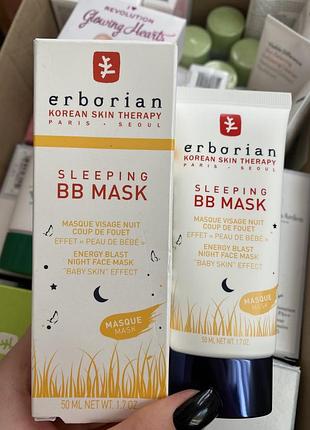 I ♥ REVOLUTION
Glowing Hearts
erborian
KOREAN SKIN THERAPY
PARIS - SEOUL
SLEEPING
BB MASK
MASQUE VISAGE NUIT
COUP DE FOUET
EFFET « PEAU DE BÉBÉ »
ENERGY BLAST
NIGHT FACE MASK
"BABY SKIN" EFFECT
MASQUE
MASK
50 ML NET WT. 1.7 OZ.
erborian
KOREAN SKIN THERAPY
PARIS - SEOUL
SLEEPING
BB MASK
MASQUE VISAGE NUIT
COUP DE FOUET
EFFET « PEAU DE BÉBÉ »
ENERGY BLAST
NIGHT FACE MASK
"BABY SKIN" EFFECT
MASQUE
MASK
50 ML NET WT. 1.7 OZ.